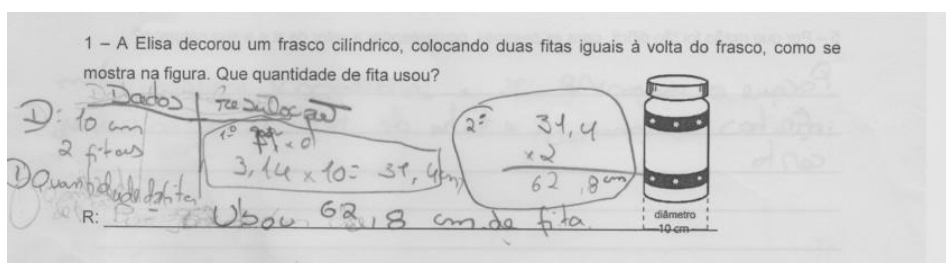 1 – A Elisa decorou um frasco cilíndrico, colocando duas fitas iguais à volta do frasco, como se
mostra na figura. Que quantidade de fita usou?
Dados
D: 10 cm
2 fitas
Quantidade da fita
Resolução
1º
π x d
3,14 x 10 = 31,4 cm
2º
31,4
x 2
62,8 cm
diâmetro
10 cm
R: Usou 62,8 cm de fita.